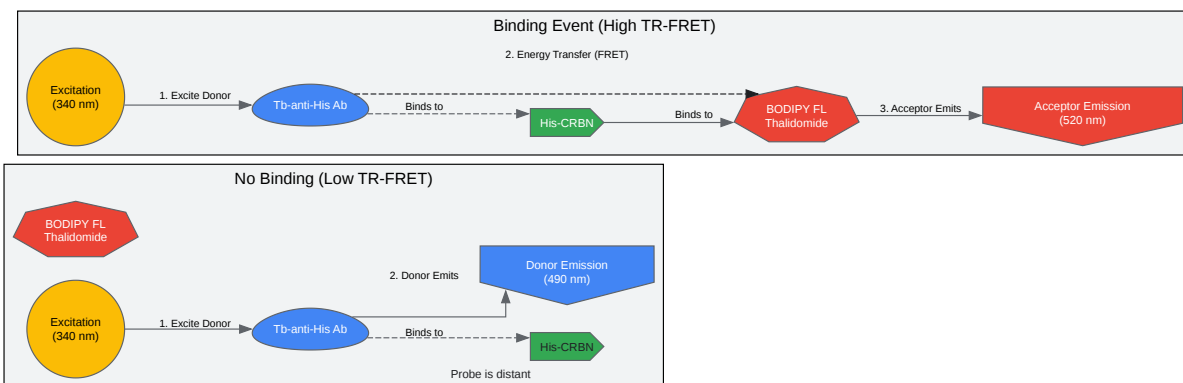 Binding Event (High TR-FRET)
2. Energy Transfer (FRET)
Excitation
(340 nm)
1. Excite Donor
Tb-anti-His Ab
Binds to
His-CRBN
Binds to
BODIPY FL
Thalidomide
3. Acceptor Emits
Acceptor Emission
(520 nm)
No Binding (Low TR-FRET)
BODIPY FL
Thalidomide
Excitation
(340 nm)
1. Excite Donor
Tb-anti-His Ab
2. Donor Emits
Donor Emission
(490 nm)
Binds to
His-CRBN
Probe is distant